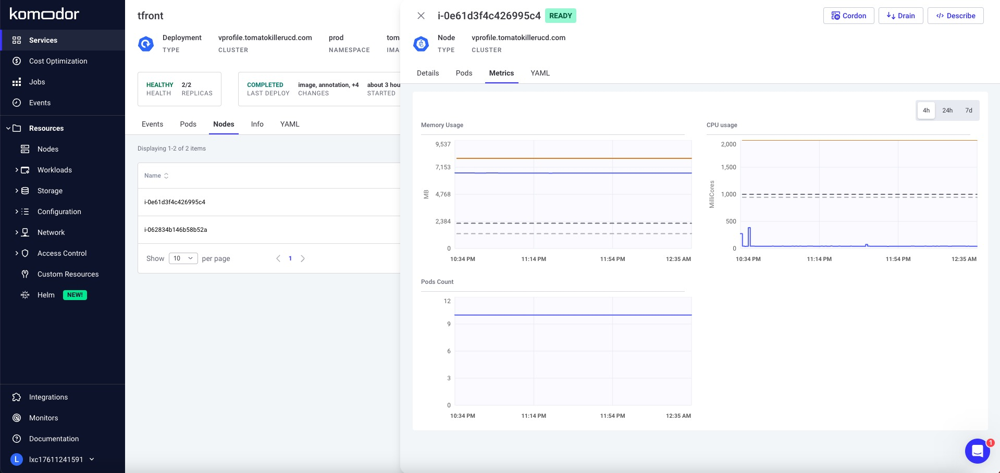 komodor
Services
Cost Optimization
Jobs
Events
Resources
Nodes
Workloads
Storage
Configuration
Network
Access Control
Custom Resources
Helm NEW!
Integrations
Monitors
Documentation
L lxc17611241591
tfront
Deployment vprofile.tomatokillerucd.com prod tom
TYPE CLUSTER NAMESPACE IMA
HEALTHY 2/2
HEALTH REPLICAS
COMPLETED image, annotation, +4 about 3 hou
LAST DEPLOY CHANGES STARTED
Events Pods Nodes Info YAML
Displaying 1-2 of 2 items
Name
i-0e61d3f4c426995c4
i-062834b146b58b52a
Show 10 per page 1
i-0e61d3f4c426995c4 READY
Cordon Drain Describe
Node vprofile.tomatokillerucd.com
TYPE CLUSTER
Details Pods Metrics YAML
4h 24h 7d
Memory Usage
9,537
7,153
4,768
2,384
0
MB
10:34 PM 11:14 PM 11:54 PM 12:35 AM
CPU usage
2,000
1,500
1,000
500
0
MilliCores
10:34 PM 11:14 PM 11:54 PM 12:35 AM
Pods Count
12
9
6
3
0
10:34 PM 11:14 PM 11:54 PM 12:35 AM
1